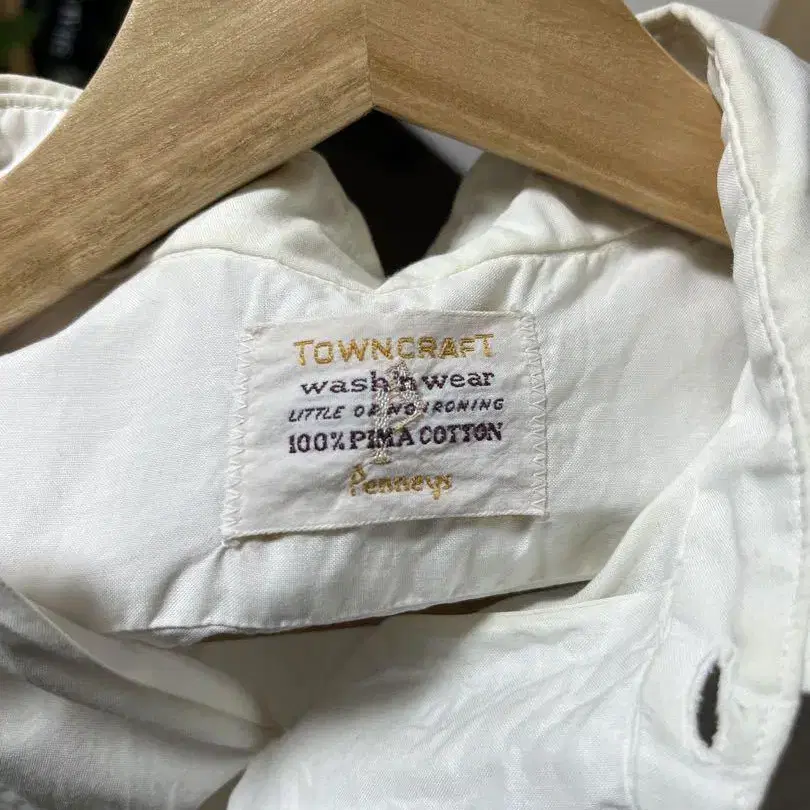 TOWNCRAFT
wash'n wear
LITTLE OR NO IRONING
100% PIMA COTTON
Penneys